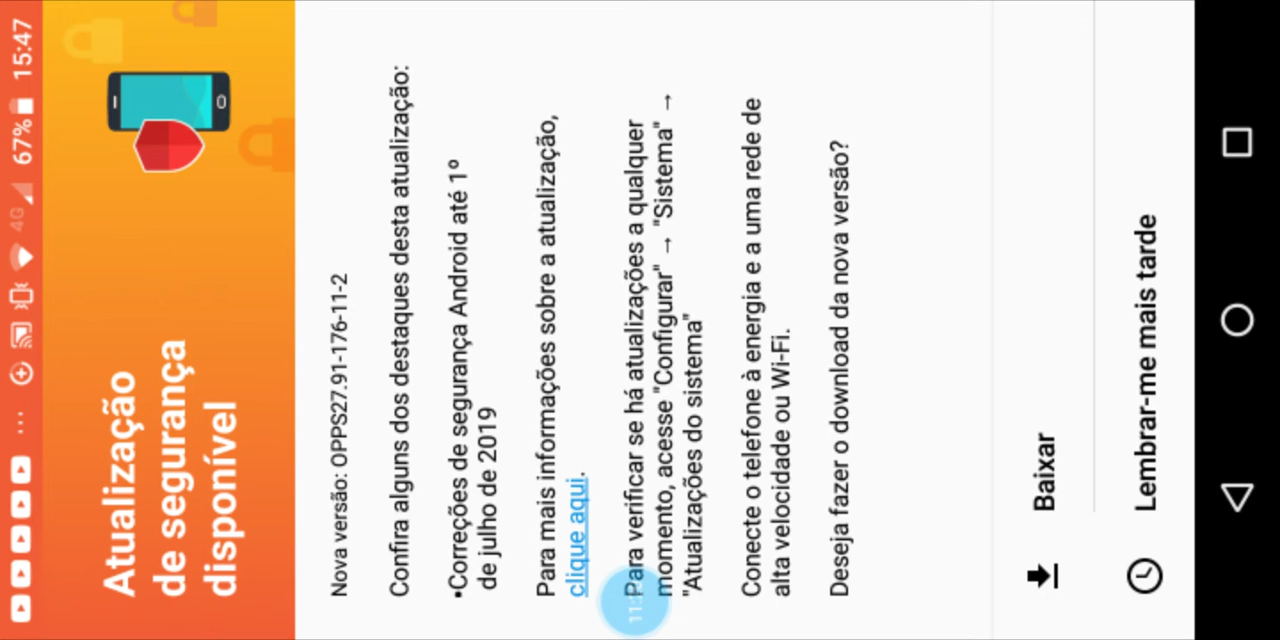 ... 4G 67% 15:47
Atualização
de segurança
disponível
Nova versão: OPPS27.91-176-11-2
Confira alguns dos destaques desta atualização:
•Correções de segurança Android até 1º
de julho de 2019
Para mais informações sobre a atualização,
clique aqui.
Para verificar se há atualizações a qualquer
momento, acesse "Configurar" → "Sistema" →
"Atualizações do sistema"
Conecte o telefone à energia e a uma rede de
alta velocidade ou Wi-Fi.
Deseja fazer o download da nova versão?
Baixar
Lembrar-me mais tarde